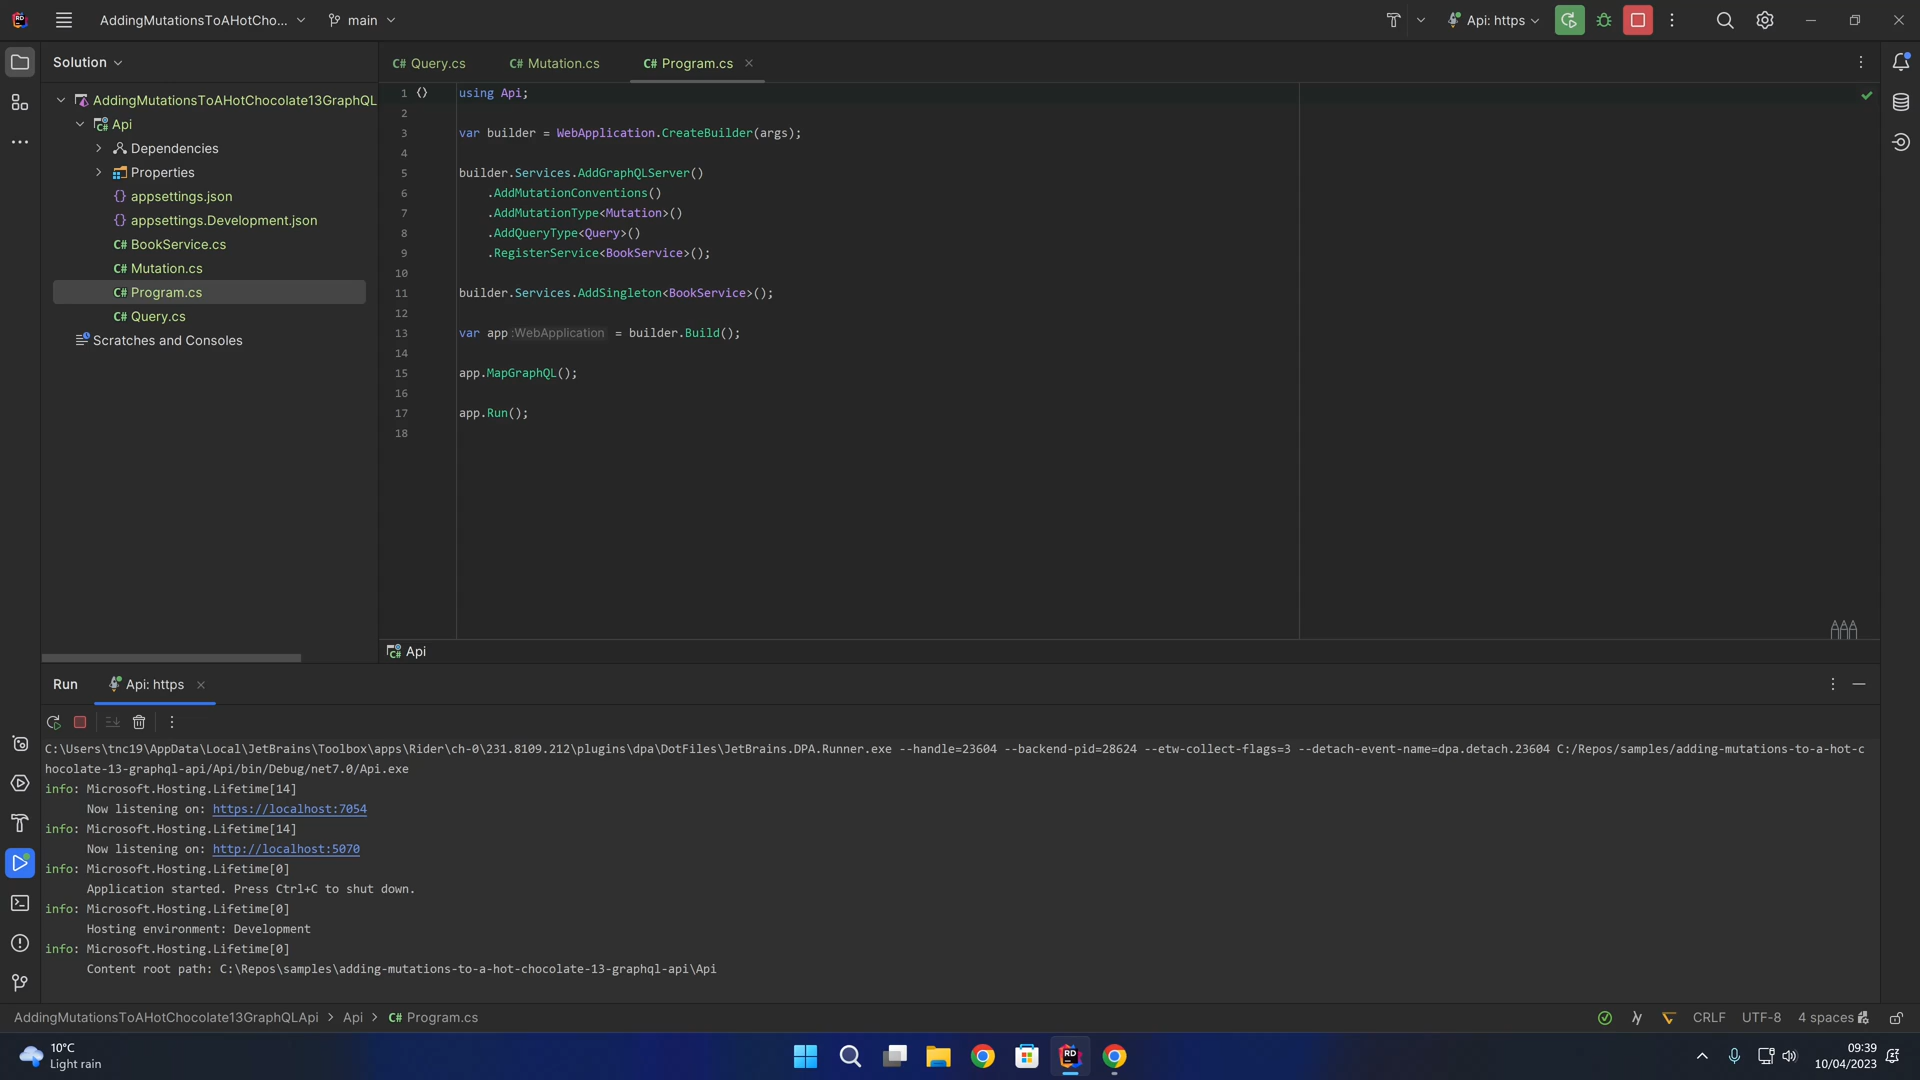 RD AddingMutationsToAHotCho... main Api: https
Solution
C# Query.cs C# Mutation.cs C# Program.cs
AddingMutationsToAHotChocolate13GraphQL
C# Api
Dependencies
Properties
{} appsettings.json
{} appsettings.Development.json
C# BookService.cs
C# Mutation.cs
C# Program.cs
C# Query.cs
Scratches and Consoles
1 using Api;
2
3 var builder = WebApplication.CreateBuilder(args);
4
5 builder.Services.AddGraphQLServer()
6 .AddMutationConventions()
7 .AddMutationType<Mutation>()
8 .AddQueryType<Query>()
9 .RegisterService<BookService>();
10
11 builder.Services.AddSingleton<BookService>();
12
13 var app :WebApplication = builder.Build();
14
15 app.MapGraphQL();
16
17 app.Run();
18
C# Api
Run Api: https
C:\Users\tnc19\AppData\Local\JetBrains\Toolbox\apps\Rider\ch-0\231.8109.212\plugins\dpa\DotFiles\JetBrains.DPA.Runner.exe --handle=23604 --backend-pid=28624 --etw-collect-flags=3 --detach-event-name=dpa.detach.23604 C:/Repos/samples/adding-mutations-to-a-hot-c
hocolate-13-graphql-api/Api/bin/Debug/net7.0/Api.exe
info: Microsoft.Hosting.Lifetime[14]
Now listening on: https://localhost:7054
info: Microsoft.Hosting.Lifetime[14]
Now listening on: http://localhost:5070
info: Microsoft.Hosting.Lifetime[0]
Application started. Press Ctrl+C to shut down.
info: Microsoft.Hosting.Lifetime[0]
Hosting environment: Development
info: Microsoft.Hosting.Lifetime[0]
Content root path: C:\Repos\samples\adding-mutations-to-a-hot-chocolate-13-graphql-api\Api
AddingMutationsToAHotChocolate13GraphQLApi > Api > C# Program.cs CRLF UTF-8 4 spaces
10°C
Light rain
RD
09:39
10/04/2023